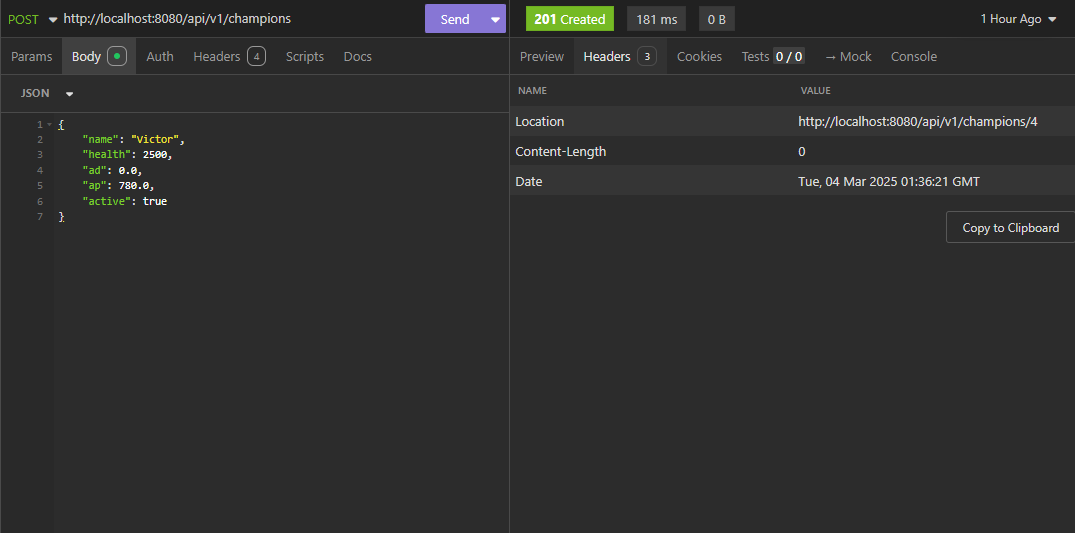 POST http://localhost:8080/api/v1/champions Send
Params Body Auth Headers 4 Scripts Docs
JSON
1 {
2 "name": "Victor",
3 "health": 2500,
4 "ad": 0.0,
5 "ap": 780.0,
6 "active": true
7 }
201 Created 181 ms 0 B 1 Hour Ago
Preview Headers 3 Cookies Tests 0 / 0 → Mock Console
NAME VALUE
Location http://localhost:8080/api/v1/champions/4
Content-Length 0
Date Tue, 04 Mar 2025 01:36:21 GMT
Copy to Clipboard